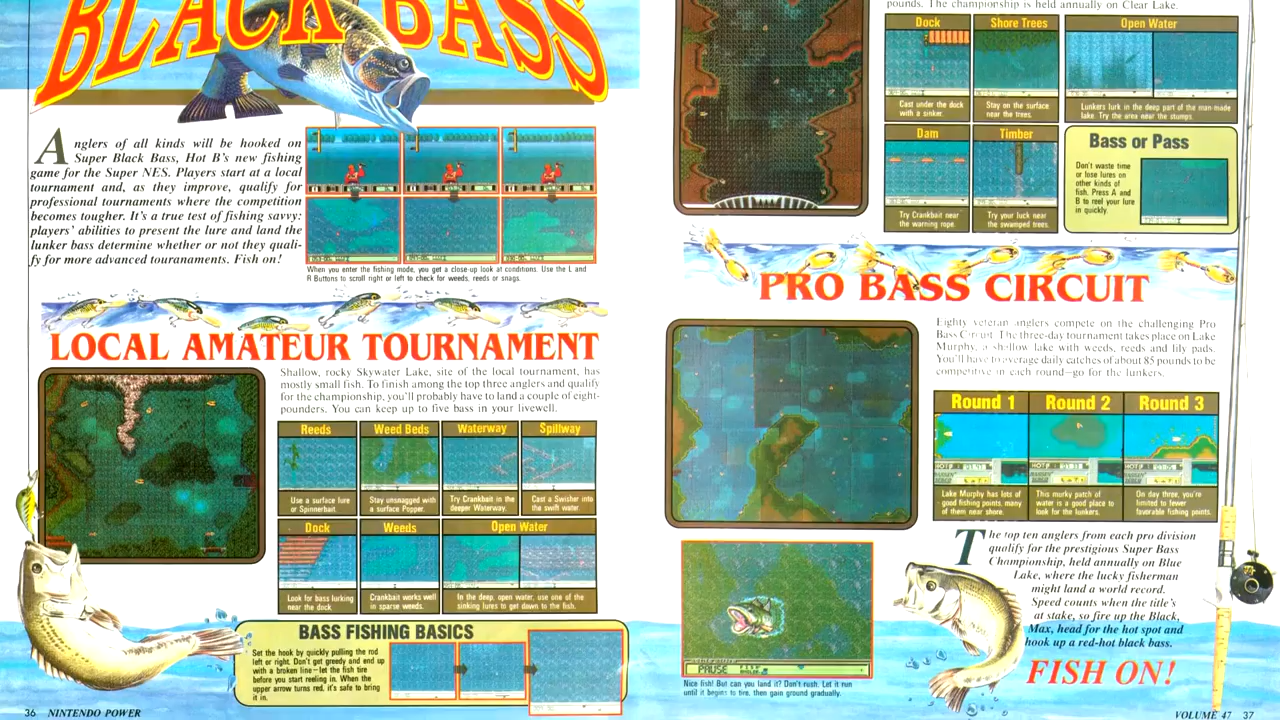 BLACK BASS
Anglers of all kinds will be hooked on
Super Black Bass, Hot B's new fishing
game for the Super NES. Players start at a local
tournament and, as they improve, qualify for
professional tournaments where the competition
becomes tougher. It's a true test of fishing savvy:
players' abilities to present the lures and land the
lunker bass determine whether or not they quali-
fy for more advanced touranaments. Fish on!
When you enter the fishing mode, you get a close-up look at conditions. Use the L and
R Buttons to scroll right or left to check for weeds, reeds or snags.
LOCAL AMATEUR TOURNAMENT
Shallow, rocky Skywater Lake, site of the local tournament, has
mostly small fish. To finish among the top three anglers and qualify
for the championship, you'll probably have to land a couple of eight-
pounders. You can keep up to five bass in your livewell.
Reeds
Use a surface lure
or Spinnerbait.
Weed Beds
Stay unsnagged with
a surface Popper.
Waterway
Try Crankbait in the
deeper Waterway.
Spillway
Cast a Swisher into
the swift water.
Dock
Look for bass lurking
near the dock.
Weeds
Crankbait works well
in sparse weeds.
Open Water
In the deep, open water, use one of the
sinking lures to get down to the fish.
BASS FISHING BASICS
Set the hook by quickly pulling the rod
left or right. Don't get greedy and end up
with a broken line—let the fish tire
before you start reeling in. When the
upper arrow turns red, it's safe to bring
it in.
36 NINTENDO POWER
pounds. The championship is held annually on Clear Lake.
Dock
Cast under the dock
with a sinker.
Shore Trees
Stay on the surface
near the trees.
Open Water
Lunkers lurk in the deep part of the man-made
lake. Try the area near the stumps.
Dam
Try Crankbait near
the warning rope.
Timber
Try your luck near
the swamped trees.
Bass or Pass
Don't waste time
or lose lures on
other kinds of
fish. Press A and
B to reel your lure
in quickly.
PRO BASS CIRCUIT
Eighty veteran anglers compete on the challenging Pro
Bass Circuit. The three-day tournament takes place on Lake
Murphy, a shallow lake with weeds, reeds and lily pads.
You'll have to average daily catches of about 85 pounds to be
competitive in each round—go for the lunkers.
Round 1
Lake Murphy has lots of
good fishing points, many
of them near shore.
Round 2
This murky patch of
water is a good place to
look for the lunkers.
Round 3
On day three, you're
limited to fewer
favorable fishing points.
PAUSE
Nice fish! But can you land it? Don't rush. Let it run
until it begins to tire, then gain ground gradually.
The top ten anglers from each pro division
qualify for the prestigious Super Bass
Championship, held annually on Blue
Lake, where the lucky fisherman
might land a world record.
Speed counts when the title's
at stake, so fire up the Black,
Max, head for the hot spot and
hook up a red-hot black bass.
FISH ON!
VOLUME 47 37